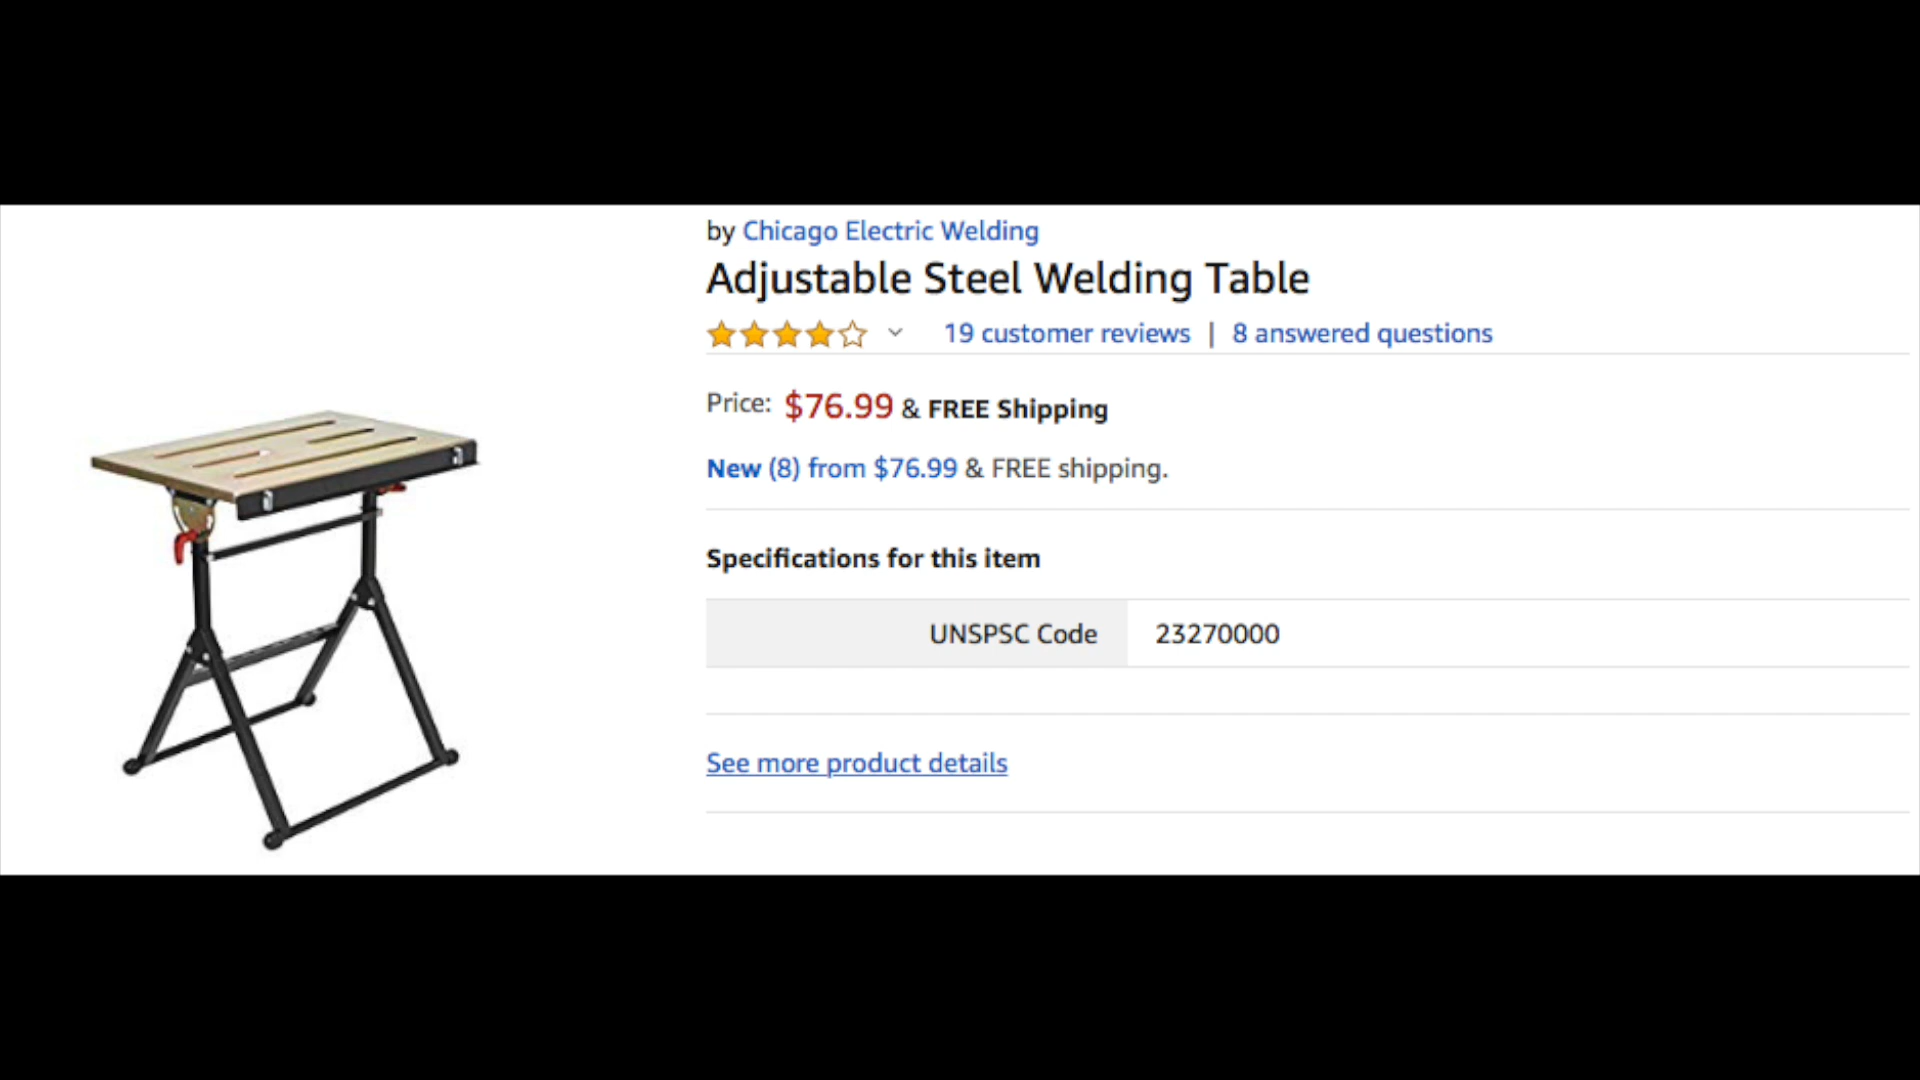 by Chicago Electric Welding
Adjustable Steel Welding Table
19 customer reviews | 8 answered questions
Price: $76.99 & FREE Shipping
New (8) from $76.99 & FREE shipping.
Specifications for this item
UNSPSC Code 23270000
See more product details